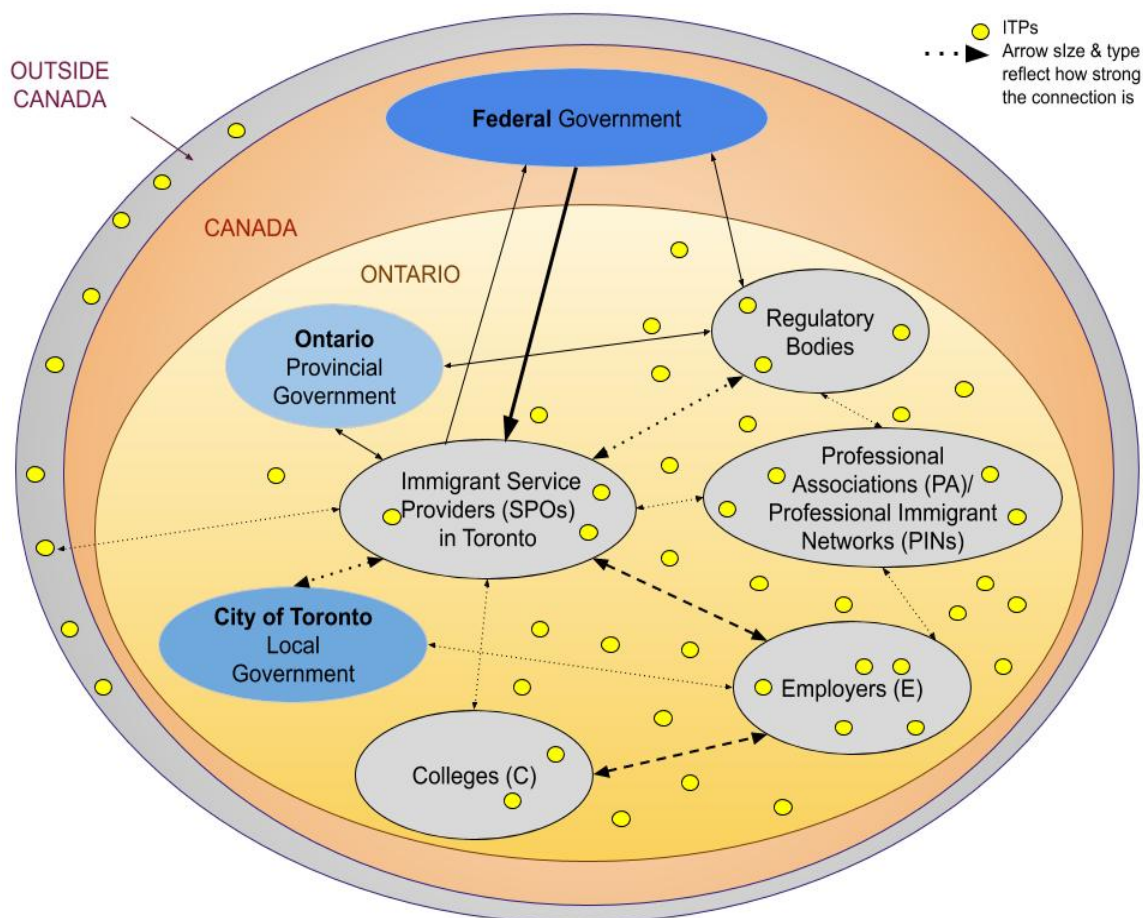 ITPs
Arrow sIze & type
reflect how strong
the connection is
OUTSIDE
CANADA
Federal Government
CANADA
ONTARIO
Ontario
Provincial
Government
Regulatory
Bodies
Immigrant Service
Providers (SPOs)
in Toronto
Professional
Associations (PA)/
Professional Immigrant
Networks (PINs)
City of Toronto
Local
Government
Employers (E)
Colleges (C)